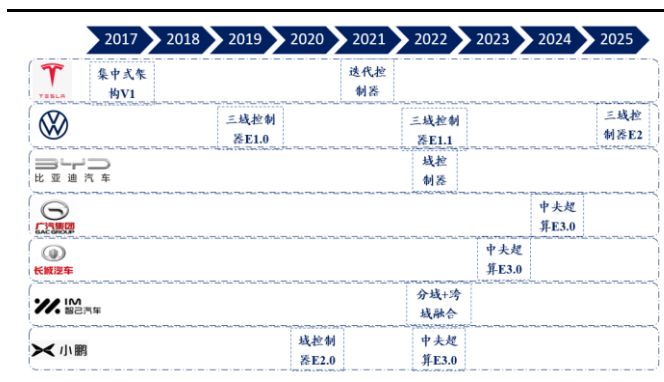 2017 2018 2019 2020 2021 2022 2023 2024 2025
TESLA
集中式架
构V1
迭代控
制器
三域控制
器E1.0
三域控制
器E1.1
三域控
制器E2
BYD
比亚迪汽车
域控
制器
广汽集团
GAC GROUP
中央超
算E3.0
长城汽车
中央超
算E3.0
IM
智己汽车
分域+跨
域融合
小鹏
域控制
器E2.0
中央超
算E3.0